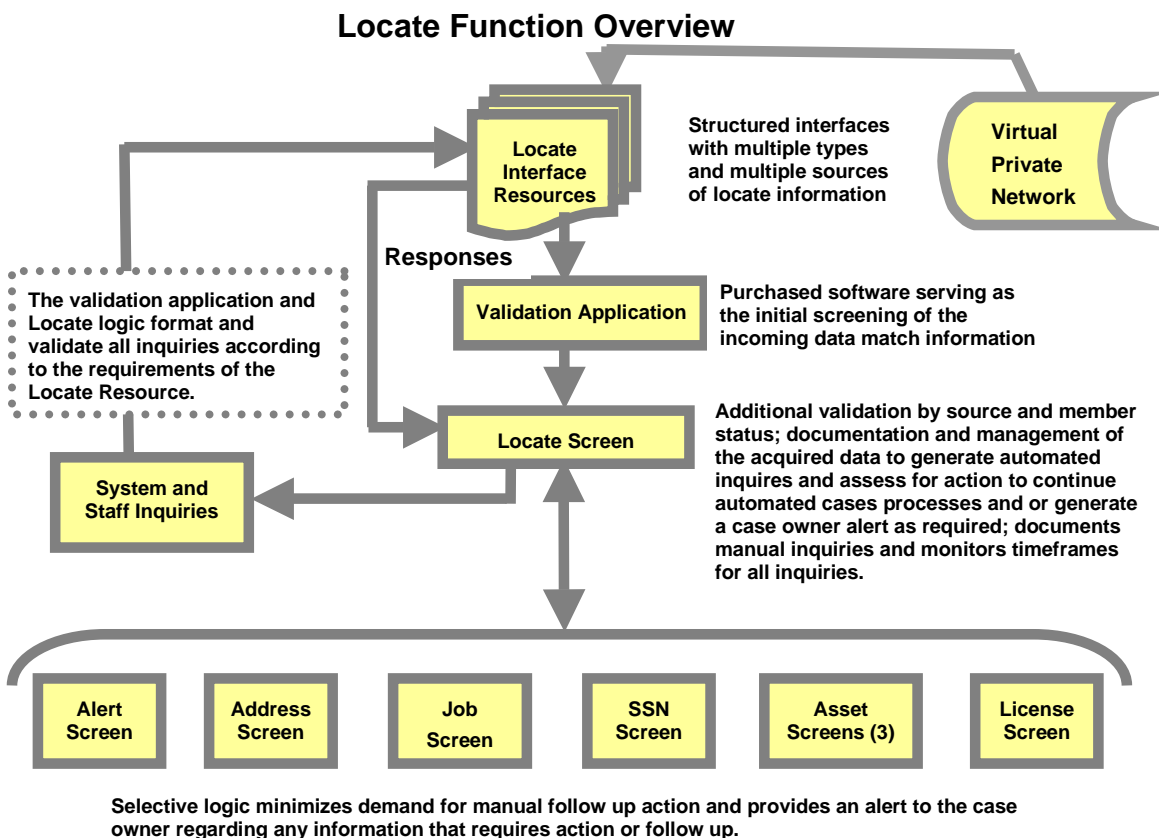 Locate Function Overview
Locate
Interface
Resources
Structured interfaces
with multiple types
and multiple sources
of locate information
Virtual
Private
Network
Responses
The validation application and
Locate logic format and
validate all inquiries according
to the requirements of the
Locate Resource.
Validation Application
Purchased software serving as
the initial screening of the
incoming data match information
Locate Screen
Additional validation by source and member
status; documentation and management of
the acquired data to generate automated
inquires and assess for action to continue
automated cases processes and or generate
a case owner alert as required; documents
manual inquiries and monitors timeframes
for all inquiries.
System and
Staff Inquiries
Alert
Screen
Address
Screen
Job
Screen
SSN
Screen
Asset
Screens (3)
License
Screen
Selective logic minimizes demand for manual follow up action and provides an alert to the case
owner regarding any information that requires action or follow up.